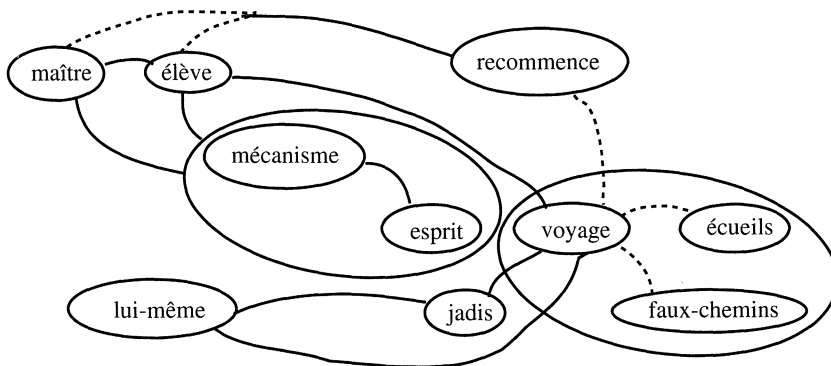 maître
élève
recommence
mécanisme
esprit
voyage
écueils
lui-même
jadis
faux-chemins